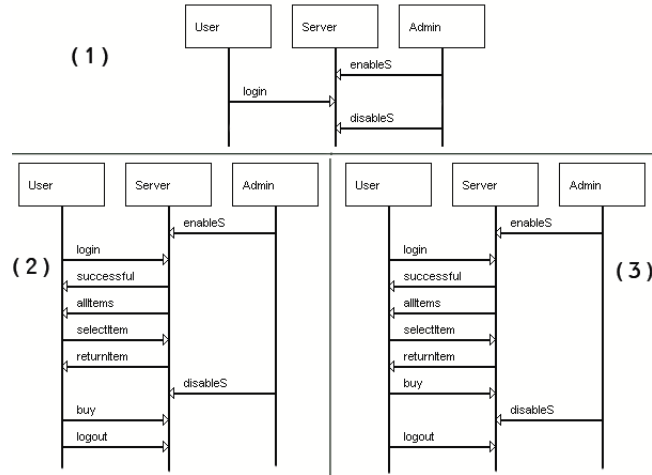 User Server Admin
(1)
enableS
login
disableS
User Server Admin
enableS
login
(2)
successful
allItems
selectItem
returnItem
disableS
buy
logout
User Server Admin
enableS
login
(3)
successful
allItems
selectItem
returnItem
buy
disableS
logout